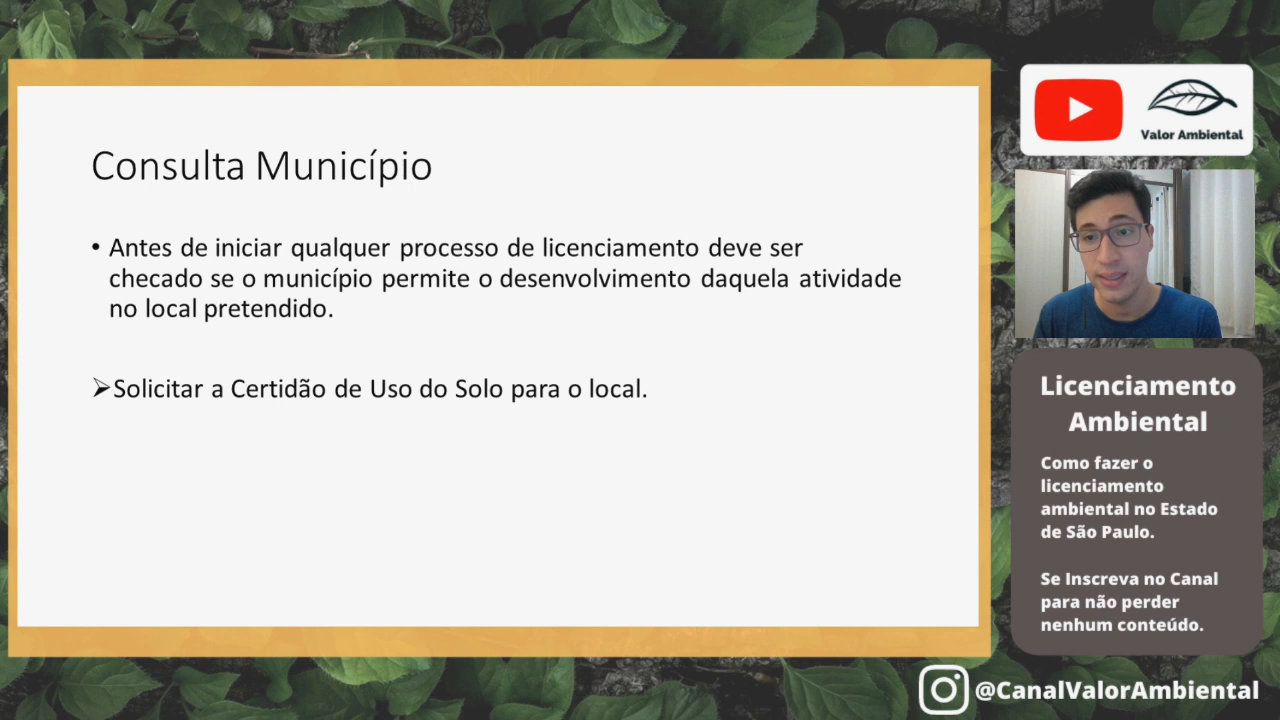 Consulta Município
• Antes de iniciar qualquer processo de licenciamento deve ser
checado se o município permite o desenvolvimento daquela atividade
no local pretendido.
➢Solicitar a Certidão de Uso do Solo para o local.
Valor Ambiental
Licenciamento
Ambiental
Como fazer o
licenciamento
ambiental no Estado
de São Paulo.
Se Inscreva no Canal
para não perder
nenhum conteúdo.
@CanalValorAmbiental